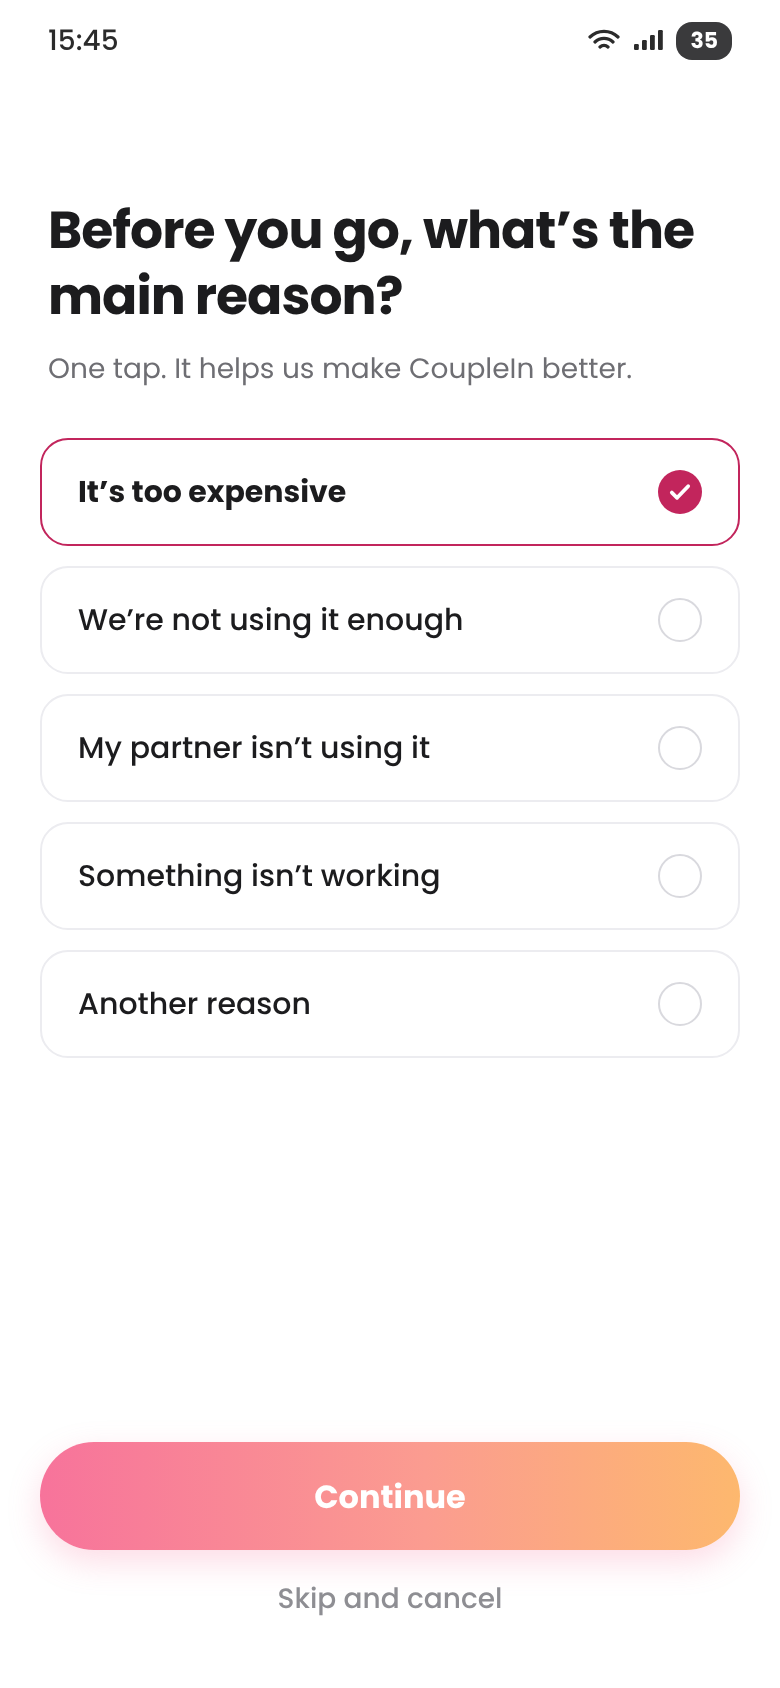 15:45
35
Before you go, what’s the
main reason?
One tap. It helps us make CoupleIn better.
It’s too expensive
We’re not using it enough
My partner isn’t using it
Something isn’t working
Another reason
Continue
Skip and cancel